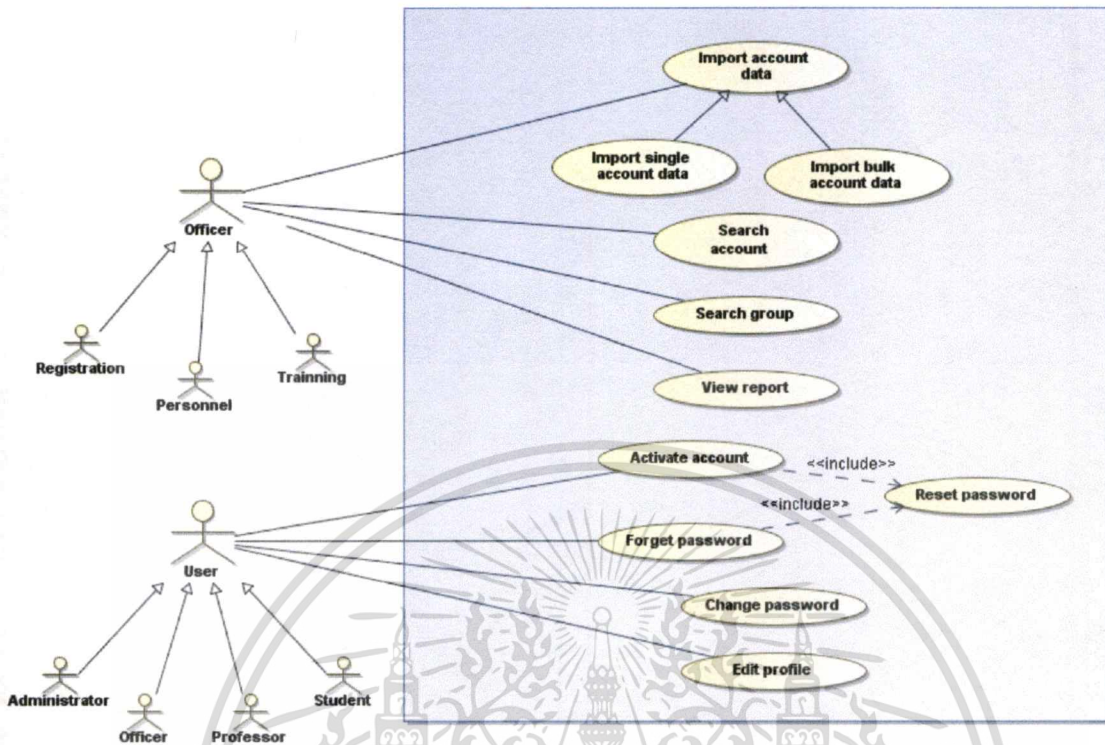 Import account
data
Import single
account data
Import bulk
account data
Officer
Search
account
Search group
Registration
Personnel
Trainning
View report
Activate account
<<include>>
Reset password
<<include>>
Forget password
User
Change password
Edit profile
Administrator
Officer
Professor
Student